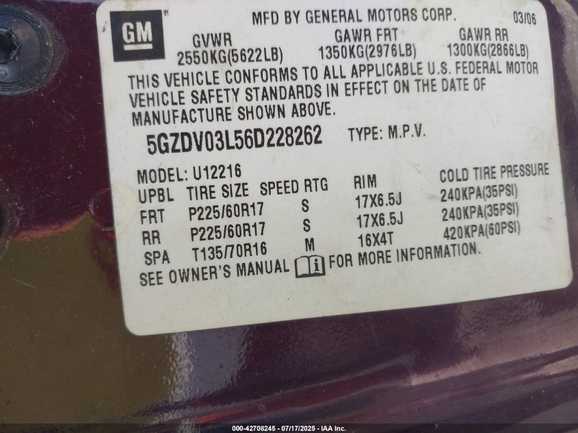 GM
MFD BY GENERAL MOTORS CORP. 03/06
GVWR GAWR FRT GAWR RR
2550KG(5622LB) 1350KG(2976LB) 1300KG(2866LB)
THIS VEHICLE CONFORMS TO ALL APPLICABLE U.S. FEDERAL MOTOR
VEHICLE SAFETY STANDARDS IN EFFECT ON THE DATE OF
MANUFACTURE SHOWN ABOVE.
5GZDV03L56D228262 TYPE: M.P.V.
MODEL: U12216
UPBL TIRE SIZE SPEED RTG RIM COLD TIRE PRESSURE
FRT P225/60R17 S 17X6.5J 240KPA(35PSI)
RR P225/60R17 S 17X6.5J 240KPA(35PSI)
SPA T135/70R16 M 16X4T 420KPA(60PSI)
SEE OWNER'S MANUAL FOR MORE INFORMATION.
000-42708245 - 07/17/2025 - IAA Inc.